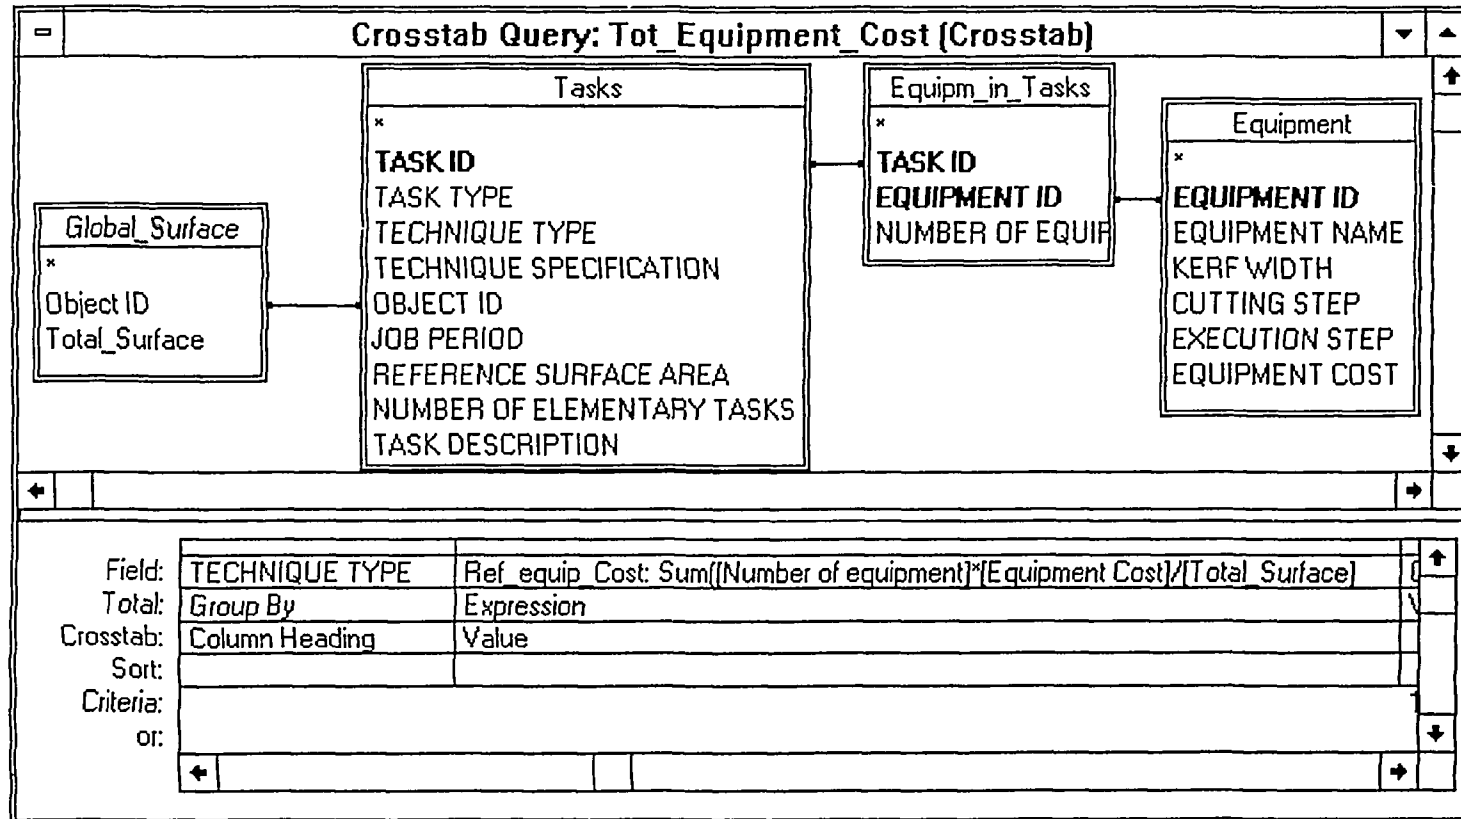 Crosstab Query: Tot_Equipment_Cost (Crosstab)
Tasks
*
TASK ID
TASK TYPE
TECHNIQUE TYPE
TECHNIQUE SPECIFICATION
OBJECT ID
JOB PERIOD
REFERENCE SURFACE AREA
NUMBER OF ELEMENTARY TASKS
TASK DESCRIPTION
Equipm_in_Tasks
*
TASK ID
EQUIPMENT ID
NUMBER OF EQUIP
Equipment
*
EQUIPMENT ID
EQUIPMENT NAME
KERF WIDTH
CUTTING STEP
EXECUTION STEP
EQUIPMENT COST
Global_Surface
*
Object ID
Total_Surface
Field: TECHNIQUE TYPE Ref_equip_Cost: Sum([Number of equipment]*[Equipment Cost]/[Total_Surface]
Total: Group By Expression
Crosstab: Column Heading Value
Sort:
Criteria:
or: